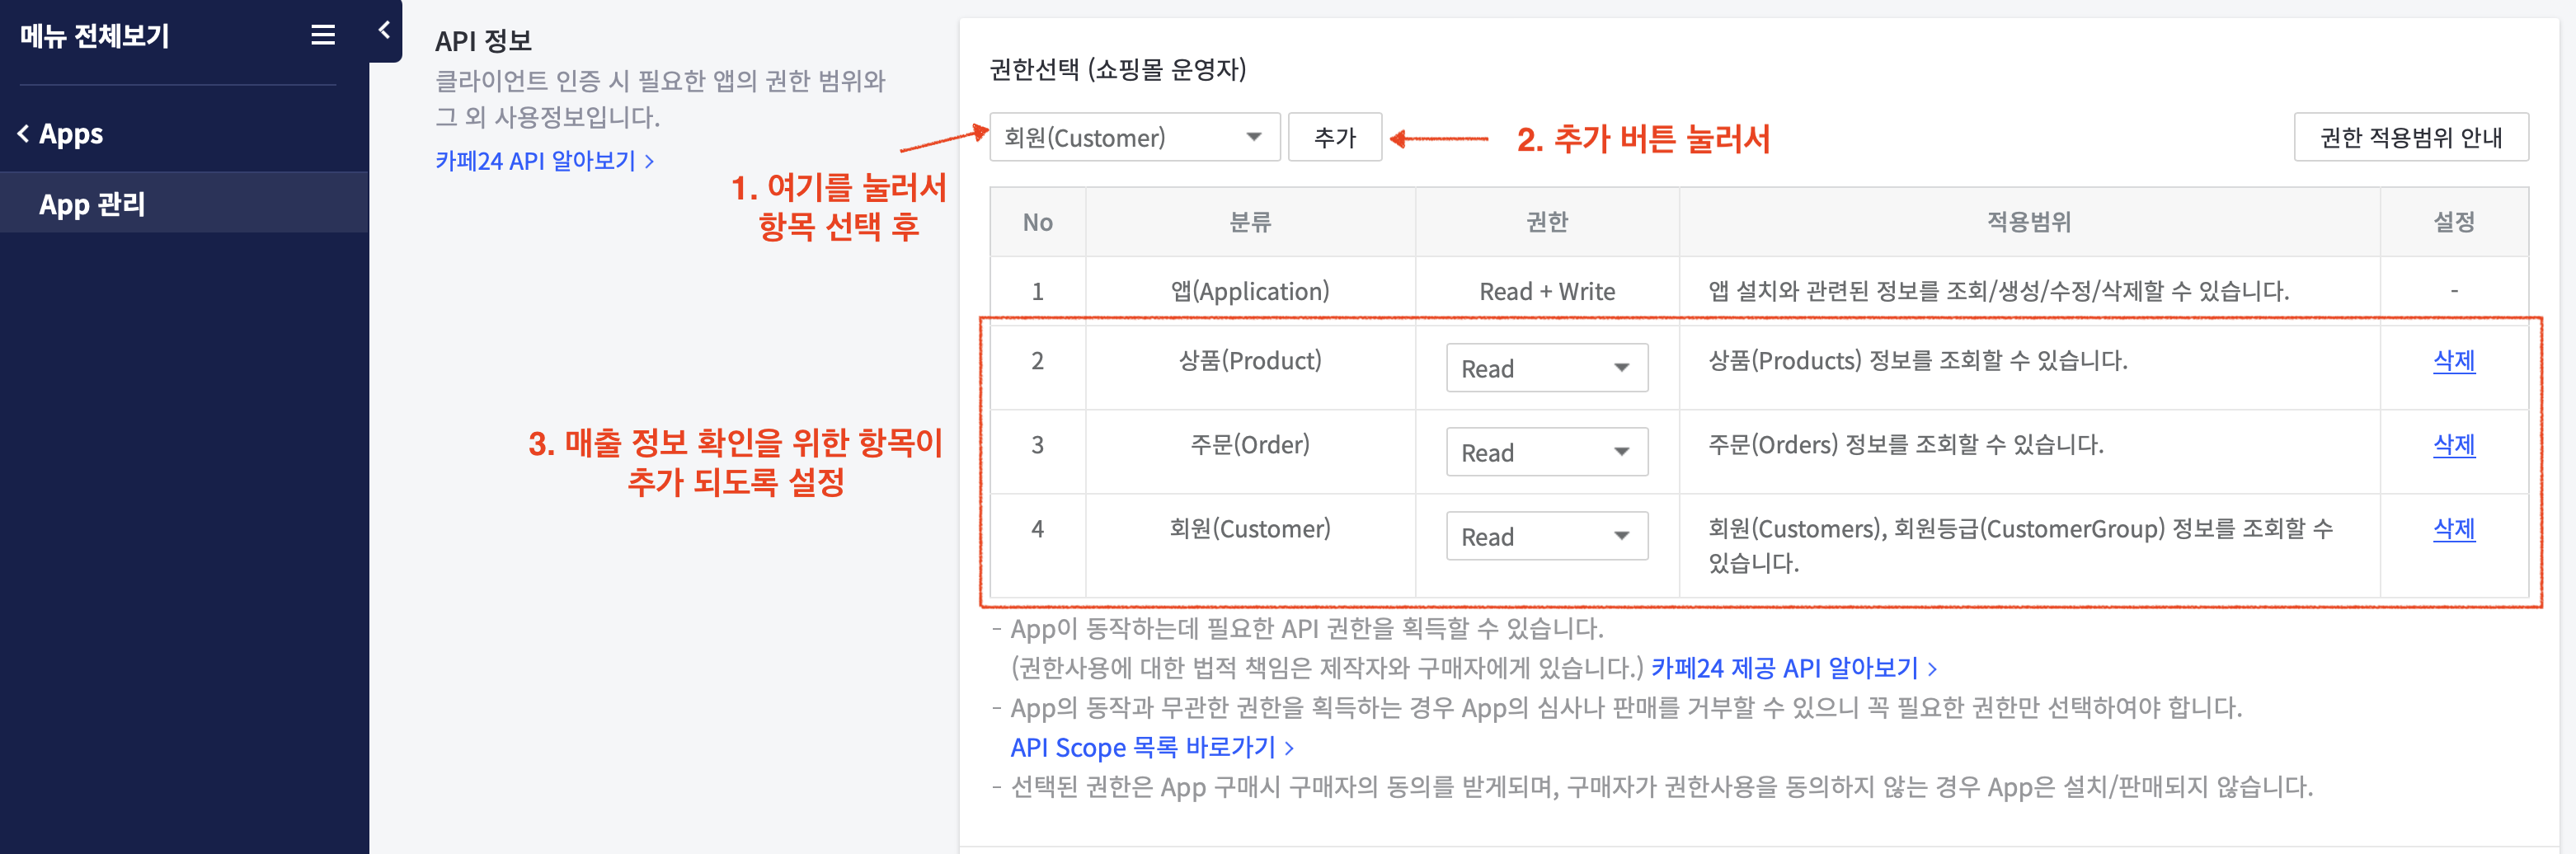 메뉴 전체보기
Apps
App 관리
API 정보
클라이언트 인증 시 필요한 앱의 권한 범위와
그 외 사용정보입니다.
카페24 API 알아보기 >
1. 여기를 눌러서
항목 선택 후
3. 매출 정보 확인을 위한 항목이
추가 되도록 설정
권한선택 (쇼핑몰 운영자)
회원(Customer) 추가 2. 추가 버튼 눌러서 권한 적용범위 안내
No 분류 권한 적용범위 설정
1 앱(Application) Read + Write 앱 설치와 관련된 정보를 조회/생성/수정/삭제할 수 있습니다. -
2 상품(Product) Read 상품(Products) 정보를 조회할 수 있습니다. 삭제
3 주문(Order) Read 주문(Orders) 정보를 조회할 수 있습니다. 삭제
4 회원(Customer) Read 회원(Customers), 회원등급(CustomerGroup) 정보를 조회할 수 삭제
있습니다.
- App이 동작하는데 필요한 API 권한을 획득할 수 있습니다.
(권한사용에 대한 법적 책임은 제작자와 구매자에게 있습니다.) 카페24 제공 API 알아보기 >
- App의 동작과 무관한 권한을 획득하는 경우 App의 심사나 판매를 거부할 수 있으니 꼭 필요한 권한만 선택하여야 합니다.
API Scope 목록 바로가기 >
- 선택된 권한은 App 구매시 구매자의 동의를 받게되며, 구매자가 권한사용을 동의하지 않는 경우 App은 설치/판매되지 않습니다.